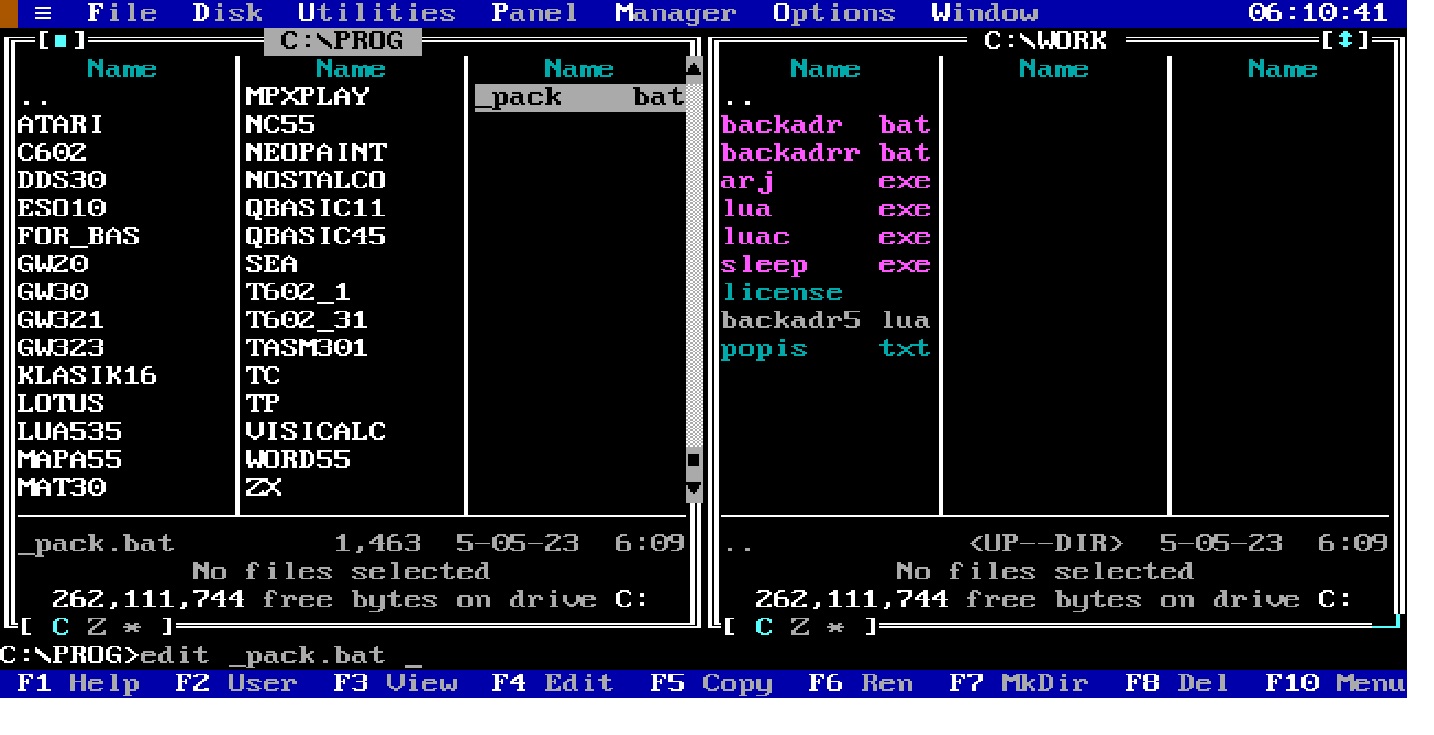 ≡ File Disk Utilities Panel Manager Options Window 06:10:41
[■] C:\PROG C:\WORK [↕]
Name Name Name Name Name Name
.. MPXPLAY _pack bat ..
ATARI NC55 backadr bat
C602 NEOPAINT backadrr bat
DDS30 NOSTALCO arj exe
ESO10 QBASIC11 lua exe
FOR_BAS QBASIC45 luac exe
GW20 SEA sleep exe
GW30 T602_1 license
GW321 T602_31 backadr5 lua
GW323 TASM301 popis txt
KLASIK16 TC
LOTUS TP
LUA535 VISICALC
MAPA55 WORD55
MAT30 ZX
_pack.bat 1,463 5-05-23 6:09 .. <UP--DIR> 5-05-23 6:09
No files selected No files selected
262,111,744 free bytes on drive C: 262,111,744 free bytes on drive C:
[ C Z * ] [ C Z * ]
C:\PROG>edit _pack.bat _
F1 Help F2 User F3 View F4 Edit F5 Copy F6 Ren F7 MkDir F8 Del F10 Menu